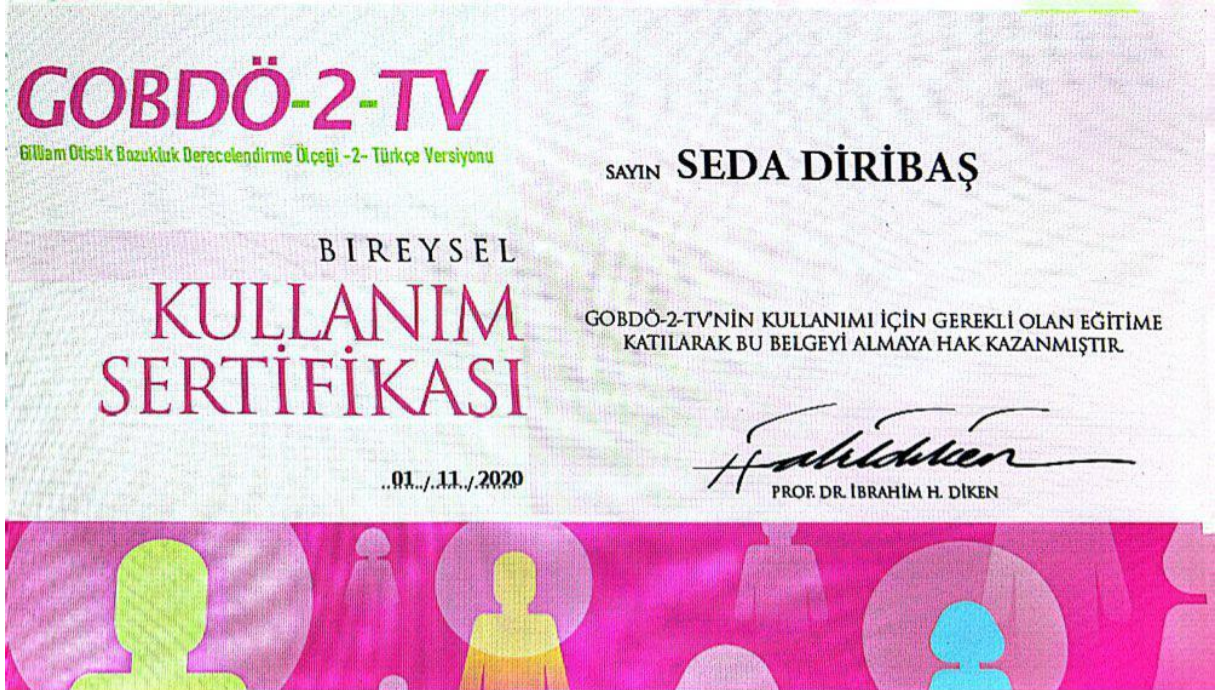 GOBDÖ-2-TV
Gilliam Otistik Bozukluk Derecelendirme Ölçeği -2- Türkçe Versiyonu
SAYIN SEDA DİRİBAŞ
BIREYSEL
KULLANIM
SERTİFİKASI
GOBDÖ-2-TV'NİN KULLANIMI İÇİN GEREKLİ OLAN EĞİTİME
KATILARAK BU BELGEYİ ALMAYA HAK KAZANMIŞTIR.
..01../..11../.2020
PROF. DR. İBRAHİM H. DİKEN